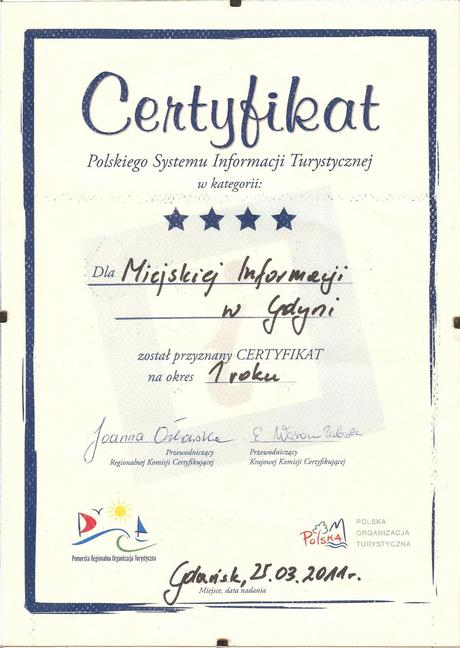 Certyfikat
Polskiego Systemu Informacji Turystycznej
w kategorii:
Dla Miejskiej Informacji
w Gdyni
został przyznany CERTYFIKAT
na okres 1 roku
Joanna
Przewodniczący
Regionalnej Komisji Certyfikującej
Przewodniczący
Krajowej Komisji Certyfikującej
Pomorska Regionalna Organizacja Turystyczna
Polska
POLSKA
ORGANIZACJA
TURYSTYCZNA
Gdańsk, 25.03.2011r.
Miejsce, data nadania